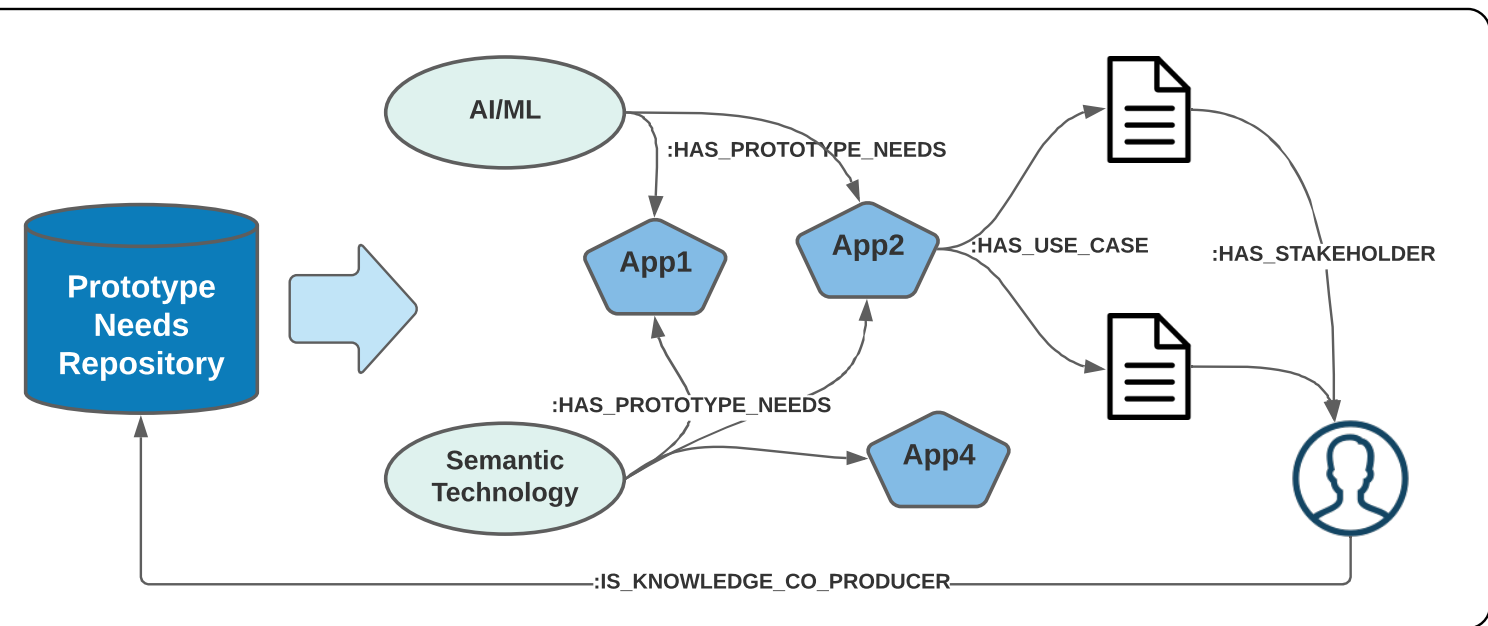 AI/ML
:HAS_PROTOTYPE_NEEDS
App1
App2
:HAS_USE_CASE
:HAS_STAKEHOLDER
Prototype
Needs
Repository
:HAS_PROTOTYPE_NEEDS
Semantic
Technology
App4
:IS_KNOWLEDGE_CO_PRODUCER